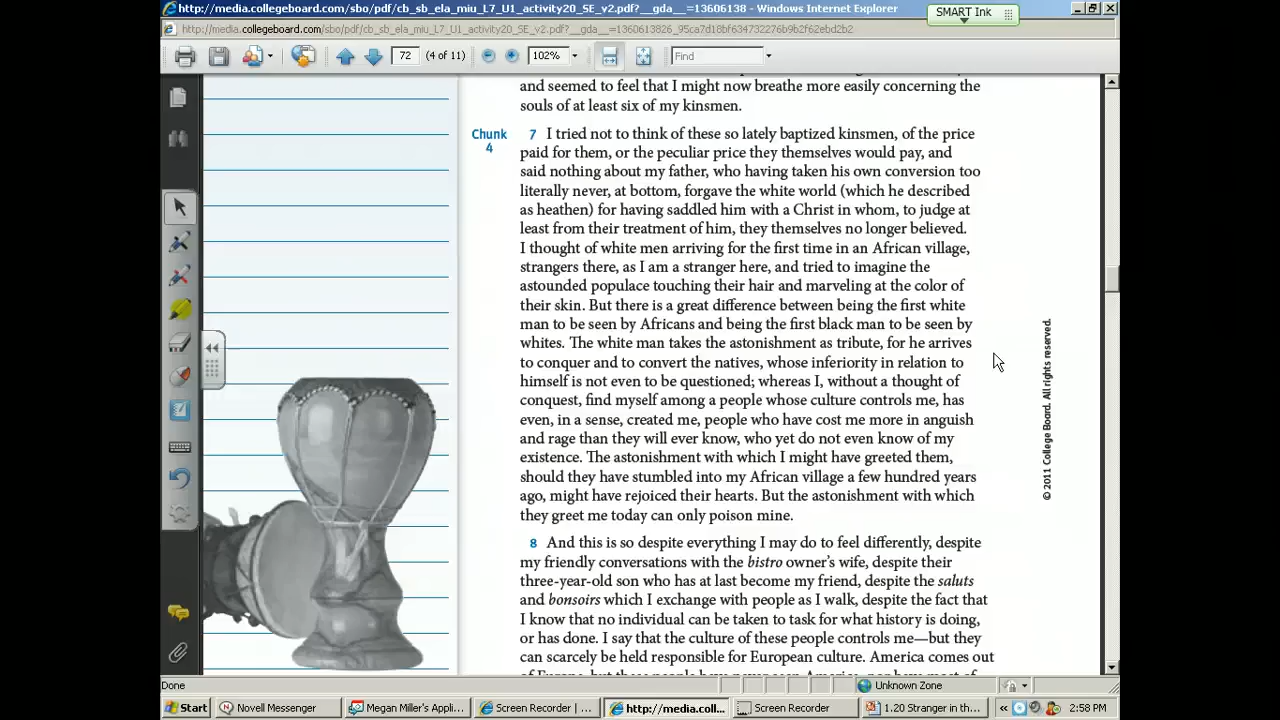 http://media.collegeboard.com/sbo/pdf/cb_sb_ela_miu_L7_U1_activity20_SE_v2.pdf?__gda__=13606138 - Windows Internet Explorer
SMART Ink
http://media.collegeboard.com/sbo/pdf/cb_sb_ela_miu_L7_U1_activity20_SE_v2.pdf?__gda__=1360613826_95ca7d18bf634732276b9b2f62ebd2b2
72 (4 of 11) 102% Find
and seemed to feel that I might now breathe more easily concerning the
souls of at least six of my kinsmen.
Chunk
4
7 I tried not to think of these so lately baptized kinsmen, of the price
paid for them, or the peculiar price they themselves would pay, and
said nothing about my father, who having taken his own conversion too
literally never, at bottom, forgave the white world (which he described
as heathen) for having saddled him with a Christ in whom, to judge at
least from their treatment of him, they themselves no longer believed.
I thought of white men arriving for the first time in an African village,
strangers there, as I am a stranger here, and tried to imagine the
astounded populace touching their hair and marveling at the color of
their skin. But there is a great difference between being the first white
man to be seen by Africans and being the first black man to be seen by
whites. The white man takes the astonishment as tribute, for he arrives
to conquer and to convert the natives, whose inferiority in relation to
himself is not even to be questioned; whereas I, without a thought of
conquest, find myself among a people whose culture controls me, has
even, in a sense, created me, people who have cost me more in anguish
and rage than they will ever know, who yet do not even know of my
existence. The astonishment with which I might have greeted them,
should they have stumbled into my African village a few hundred years
ago, might have rejoiced their hearts. But the astonishment with which
they greet me today can only poison mine.
8 And this is so despite everything I may do to feel differently, despite
my friendly conversations with the bistro owner's wife, despite their
three-year-old son who has at last become my friend, despite the saluts
and bonsoirs which I exchange with people as I walk, despite the fact that
I know that no individual can be taken to task for what history is doing,
or has done. I say that the culture of these people controls me—but they
can scarcely be held responsible for European culture. America comes out
© 2011 College Board. All rights reserved.
Done Unknown Zone
Start Novell Messenger Megan Miller's Appli... Screen Recorder | ... http://media.coll... Screen Recorder 1.20 Stranger in th... « 2:58 PM